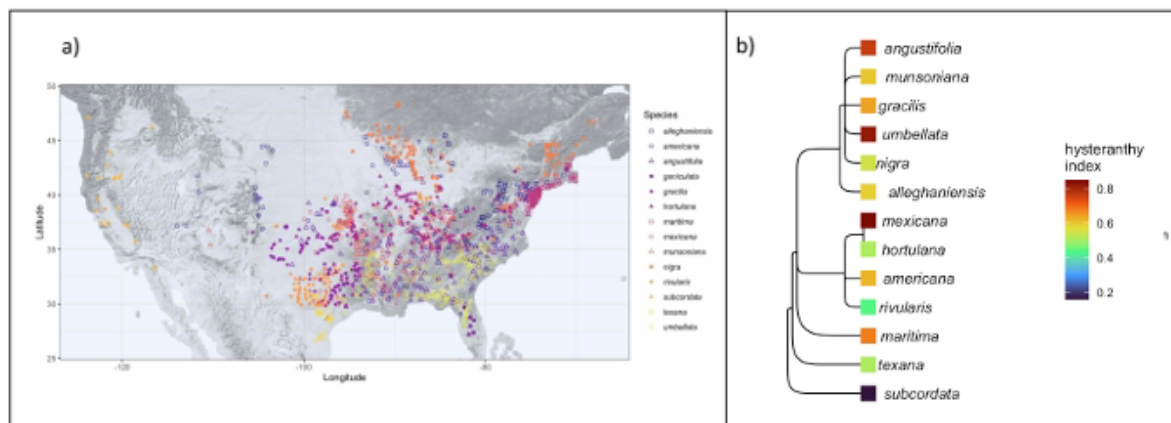 a)
50
45
40
35
30
25
Latitude
-120
-100
-80
Longitude
Species
alleghaniensis
americana
angustifolia
geniculata
gracilis
hortulana
maritima
mexicana
munsoniana
nigra
rivularis
subcordata
texana
umbellata
b)
angustifolia
munsoniana
gracilis
umbellata
nigra
alleghaniensis
mexicana
hortulana
americana
rivularis
maritima
texana
subcordata
hysteranthy
index
0.8
0.6
0.4
0.2